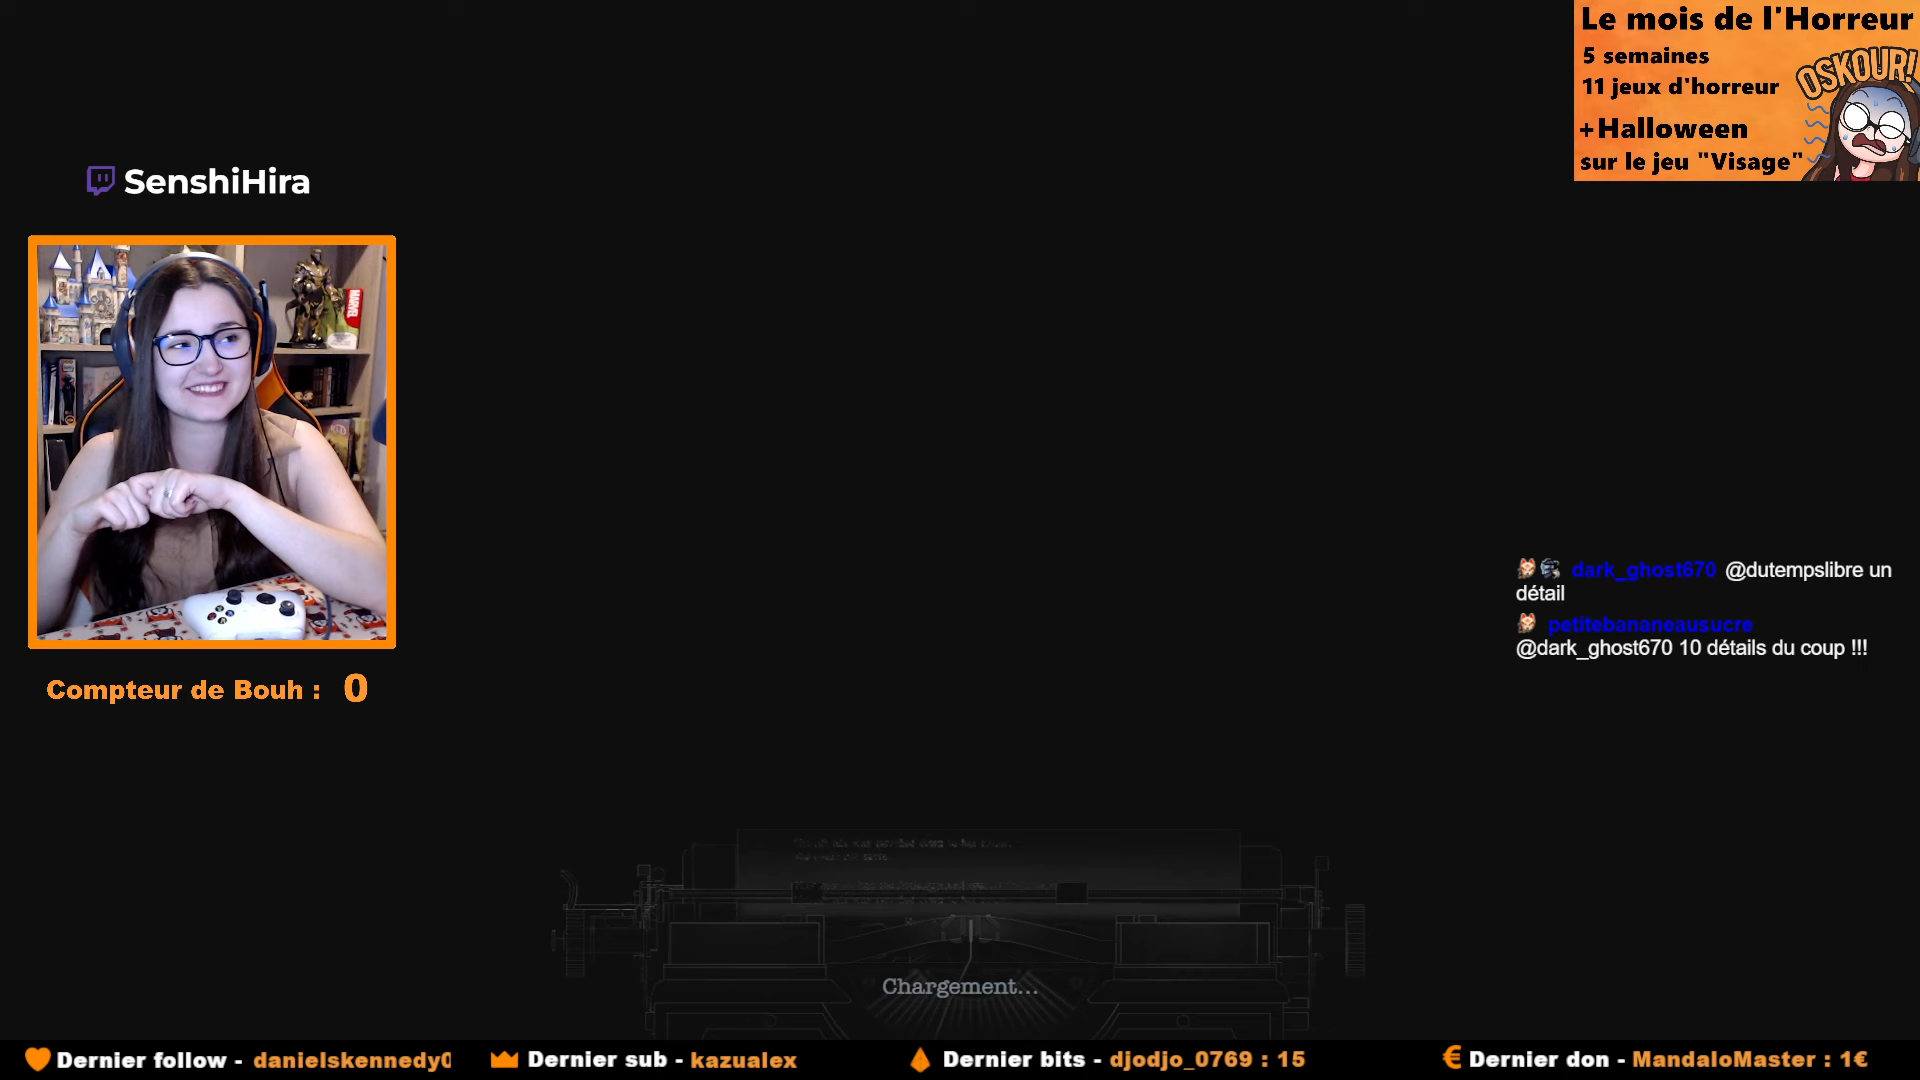 Le mois de l'Horreur
5 semaines
11 jeux d'horreur
OSKOUR!
+Halloween
sur le jeu "Visage"
SenshiHira
MARVEL
dark_ghost670 @dutempslibre un
détail
petitebananeausucre
@dark_ghost670 10 détails du coup !!!
Compteur de Bouh : 0
Chargement...
Dernier follow - danielskennedy0
Dernier sub - kazualex
Dernier bits - djodjo_0769 : 15
Dernier don - MandaloMaster : 1€